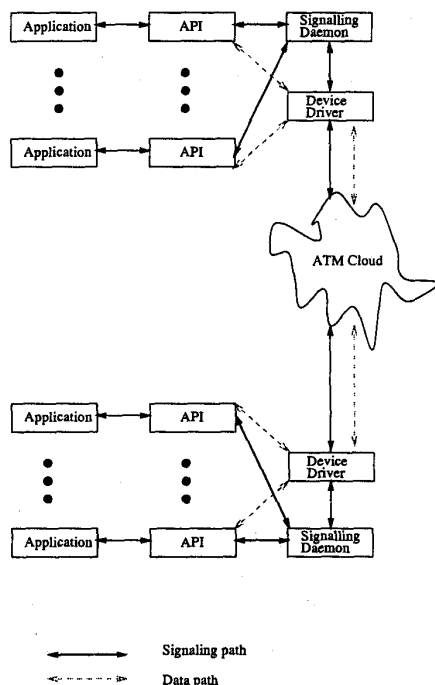 Application
API
Signalling
Daemon
Device
Driver
Application
API
ATM Cloud
Application
API
Device
Driver
Application
API
Signalling
Daemon
Signaling path
Data path